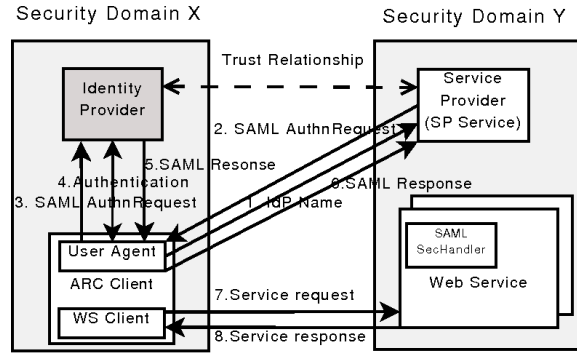 Security Domain X
Security Domain Y
Trust Relationship
Identity
Provider
Service
Provider
(SP Service)
2. SAML AuthnRequest
5.SAML Resonse
4.Authentication
6.SAML Response
3. SAML AuthnRequest
1. IdP Name
User Agent
ARC Client
WS Client
SAML
SecHandler
Web Service
7.Service request
8.Service response